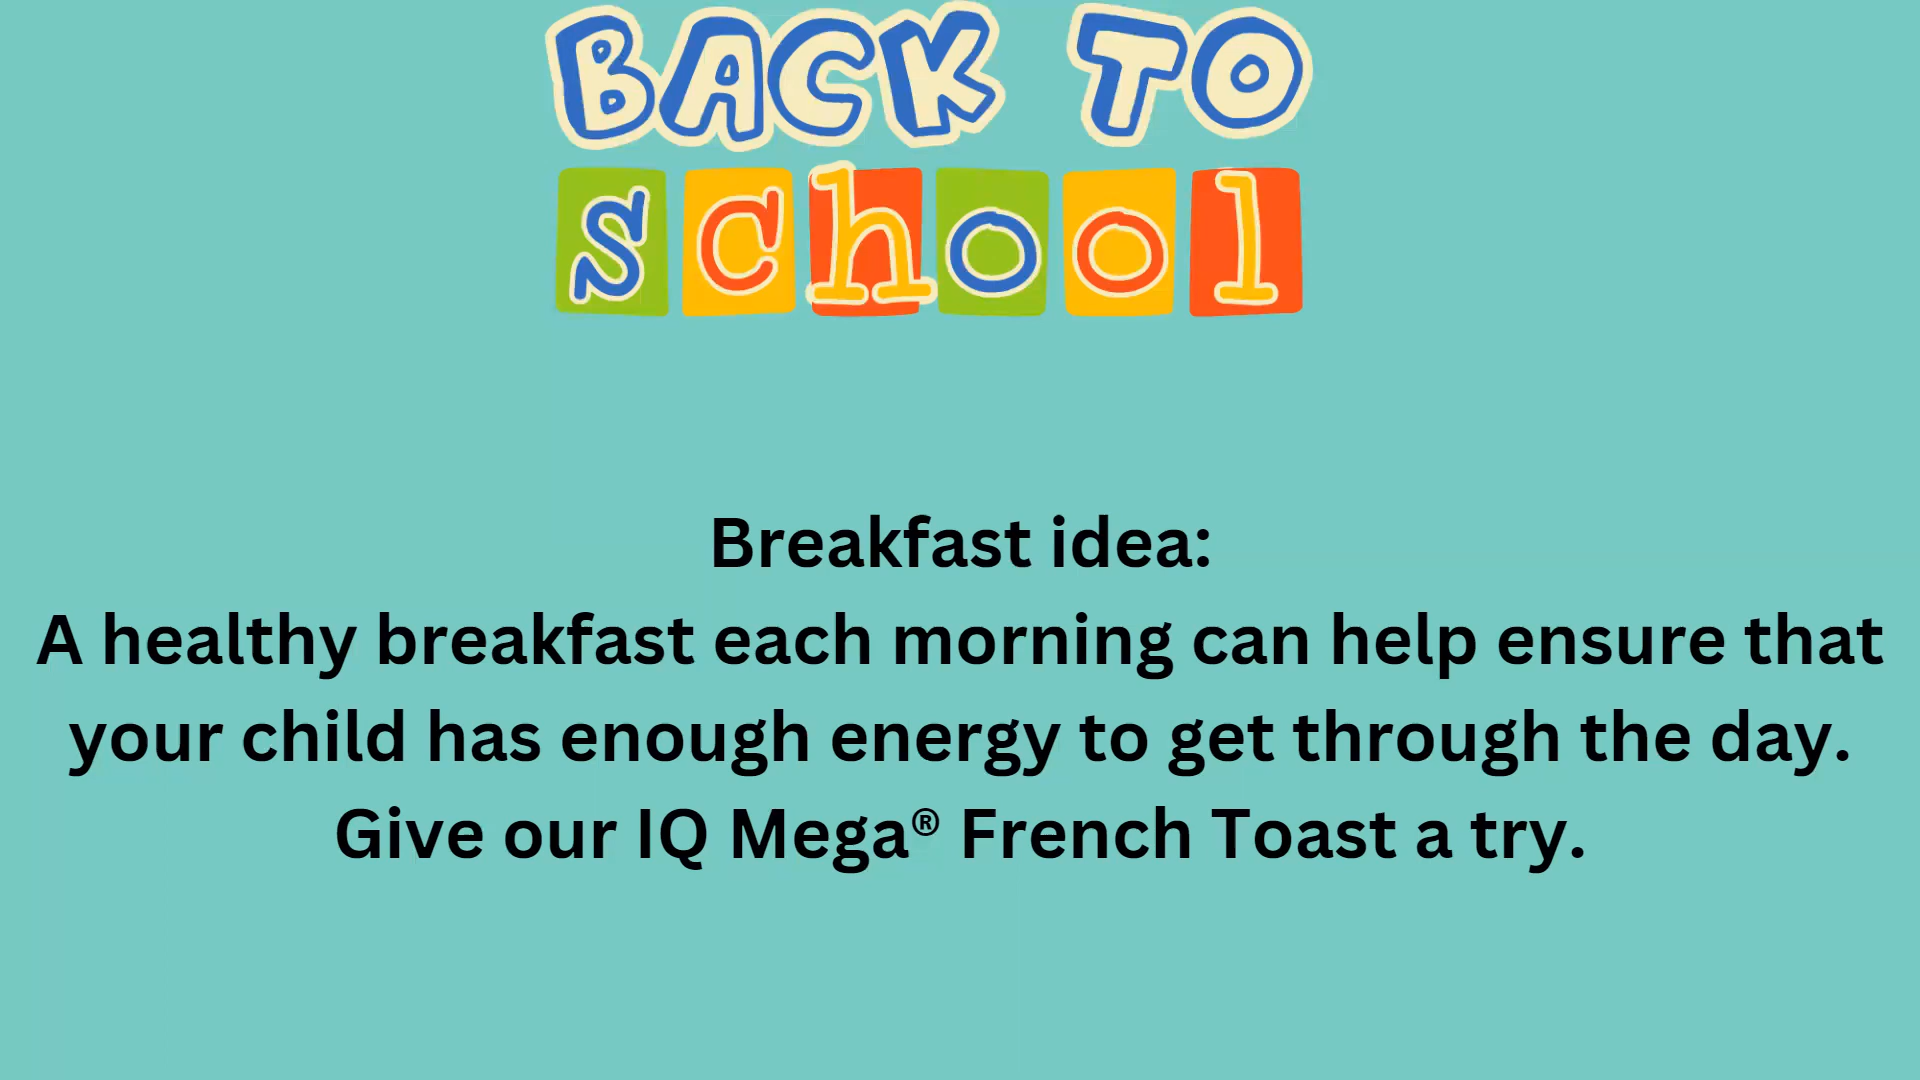 BACK TO
school
Breakfast idea:
A healthy breakfast each morning can help ensure that
your child has enough energy to get through the day.
Give our IQ Mega® French Toast a try.